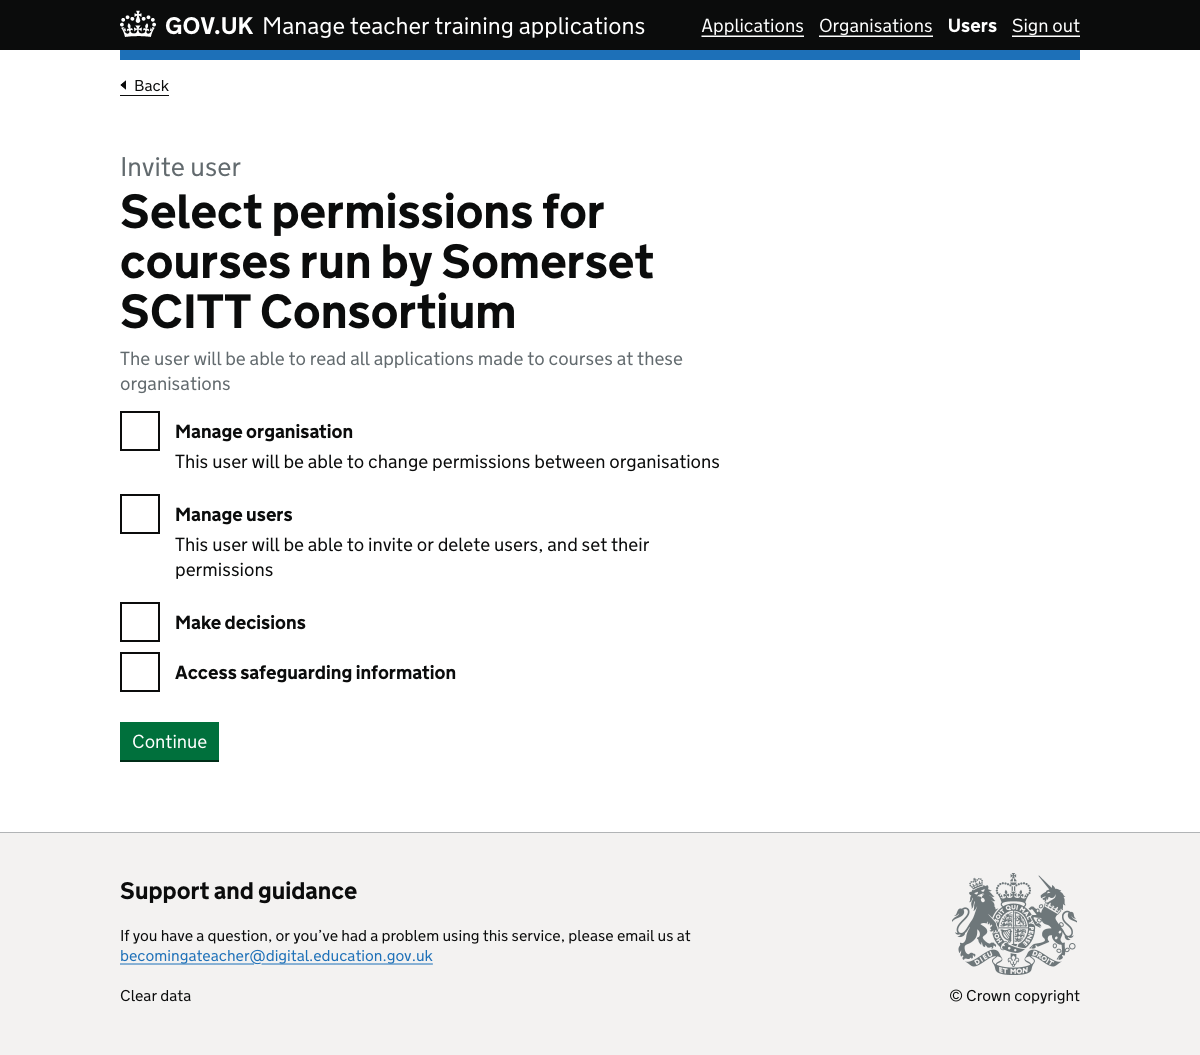 GOV.UK Manage teacher training applications Applications Organisations Users Sign out
Back
Invite user
Select permissions for
courses run by Somerset
SCITT Consortium
The user will be able to read all applications made to courses at these
organisations
Manage organisation
This user will be able to change permissions between organisations
Manage users
This user will be able to invite or delete users, and set their
permissions
Make decisions
Access safeguarding information
Continue
Support and guidance
If you have a question, or you’ve had a problem using this service, please email us at
becomingateacher@digital.education.gov.uk
Clear data
DIEU ET MON DROIT
© Crown copyright